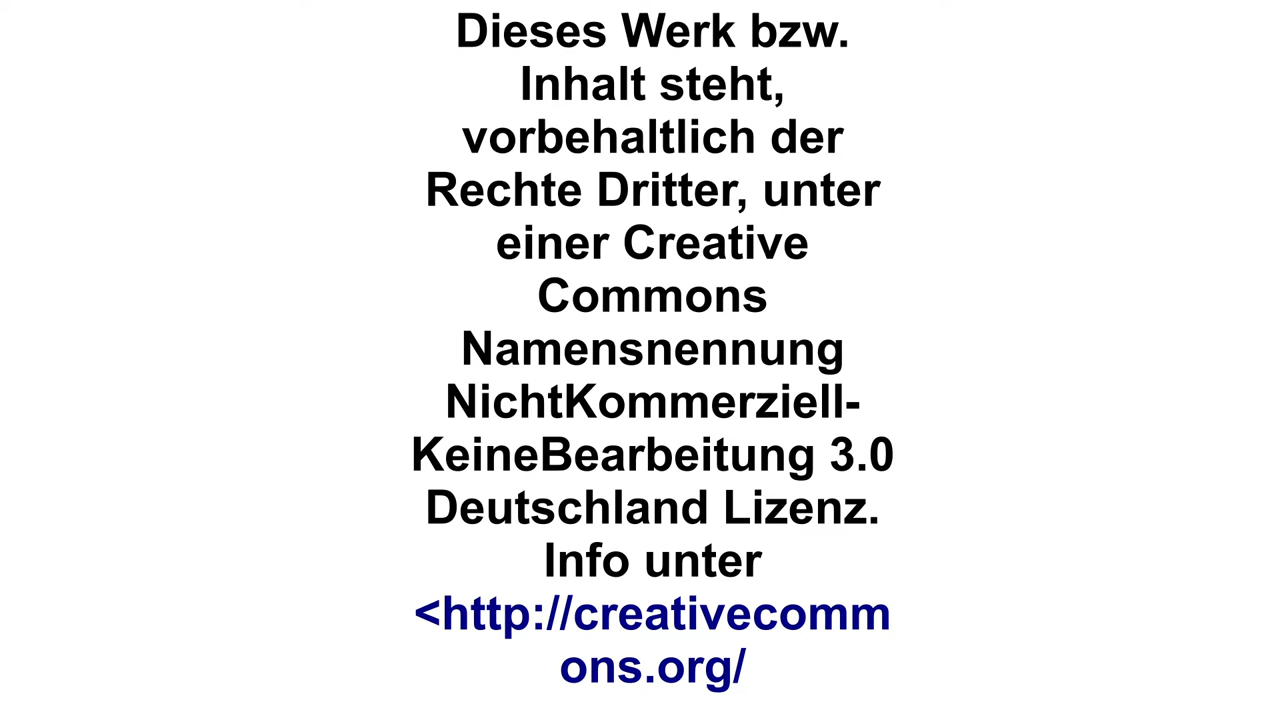 Dieses Werk bzw.
Inhalt steht,
vorbehaltlich der
Rechte Dritter, unter
einer Creative
Commons
Namensnennung
NichtKommerziell-
KeineBearbeitung 3.0
Deutschland Lizenz.
Info unter
<http://creativecomm
ons.org/